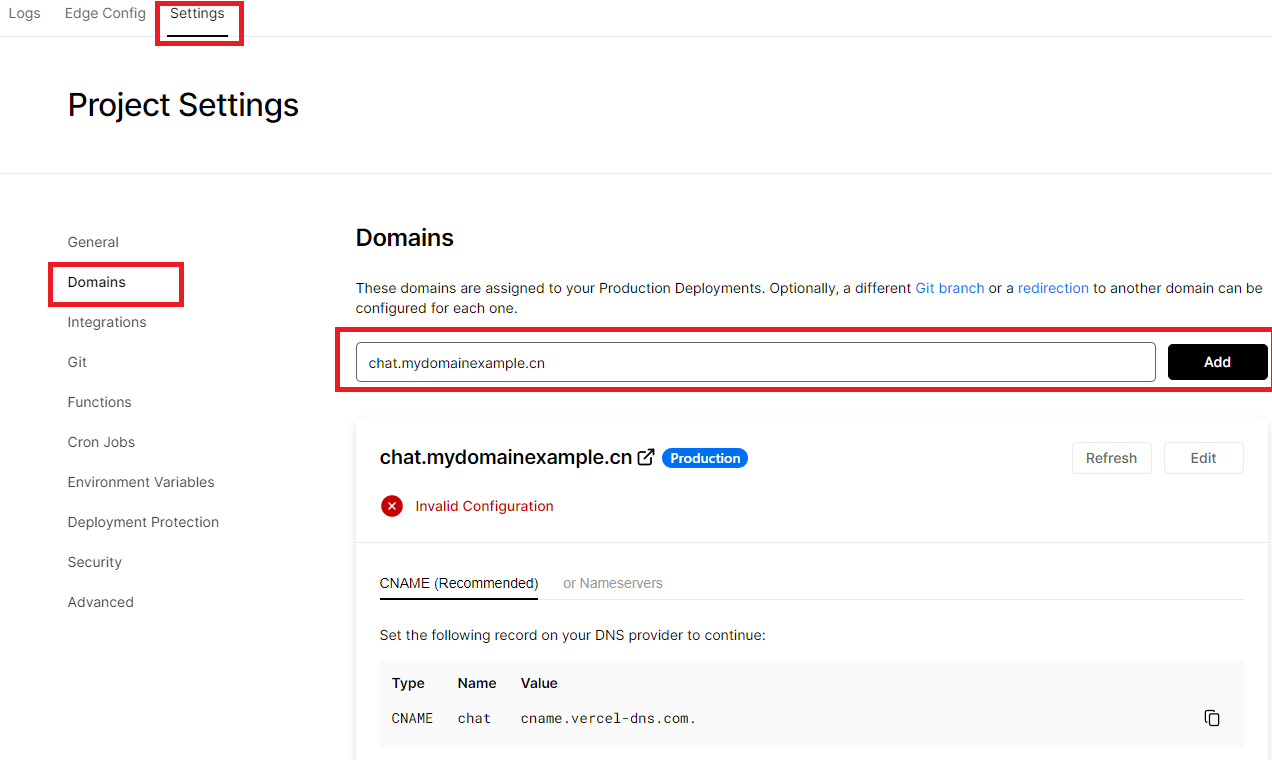 Logs Edge Config Settings
Project Settings
General
Domains
Integrations
Git
Functions
Cron Jobs
Environment Variables
Deployment Protection
Security
Advanced
Domains
These domains are assigned to your Production Deployments. Optionally, a different Git branch or a redirection to another domain can be
configured for each one.
chat.mydomainexample.cn Add
chat.mydomainexample.cn Production Refresh Edit
Invalid Configuration
CNAME (Recommended) or Nameservers
Set the following record on your DNS provider to continue:
Type Name Value
CNAME chat cname.vercel-dns.com.